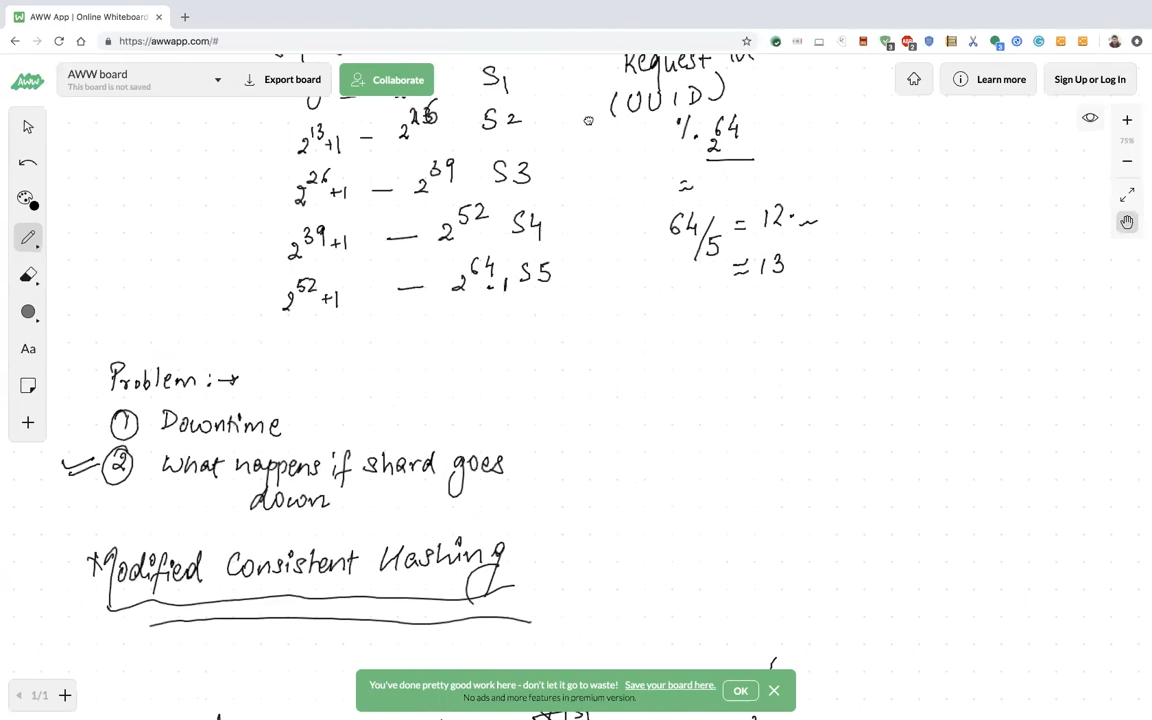 AWW App | Online Whiteboard
https://awwapp.com/#
AWW
AWW board
This board is not saved
Export board
Collaborate
Learn more
Sign Up or Log In
75%
Aa
1/1
S1
2^13+1 — 2^26 S2
2^26+1 — 2^39 S3
2^39+1 — 2^52 S4
2^52+1 — 2^64-1 S5
Request
(UUID)
%. 2^64
≈
64/5 = 12.~
≈ 13
Problem :→
① Downtime
② What happens if shard goes
down
*Modified Consistent Hashing
You've done pretty good work here - don't let it go to waste! Save your board here.
No ads and more features in premium version.
OK